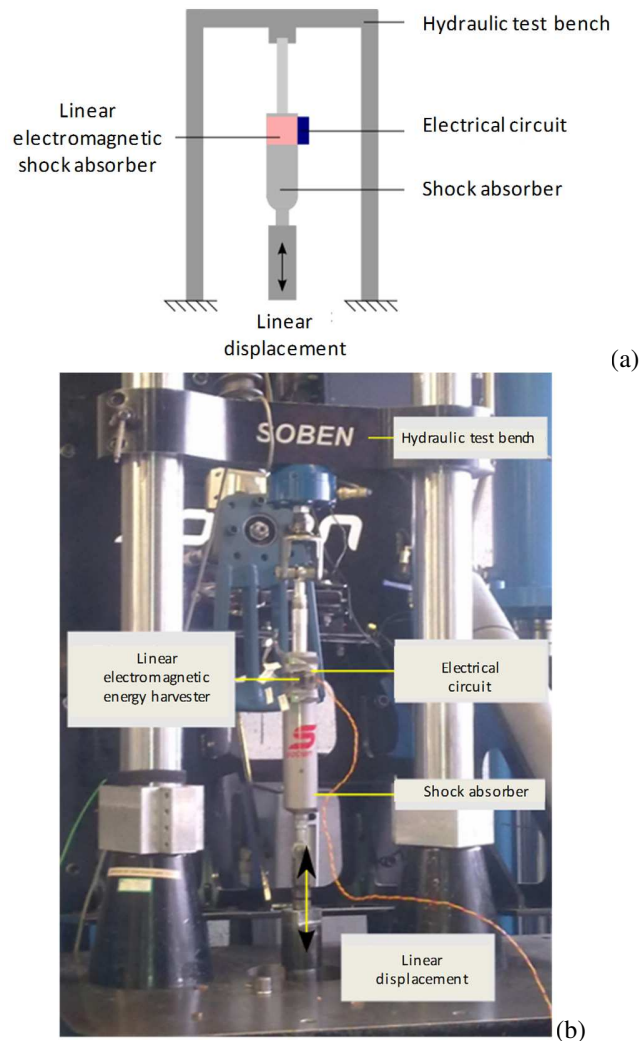 Hydraulic test bench
Linear
electromagnetic
shock absorber
Electrical circuit
Shock absorber
Linear
displacement
(a)
SOBEN
Hydraulic test bench
Linear
electromagnetic
energy harvester
Electrical
circuit
Shock absorber
Linear
displacement
(b)